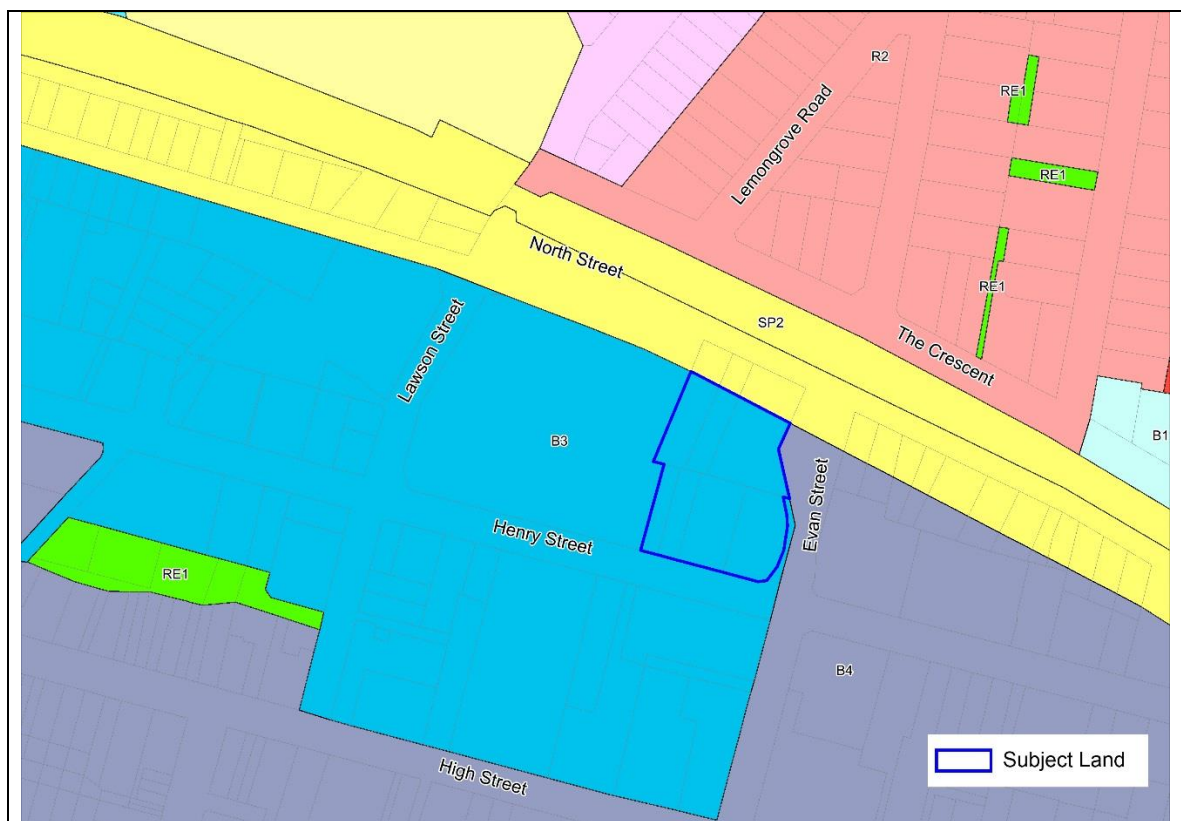 R2
RE1
Lemongrove Road
RE1
North Street
RE1
SP2
Lawson Street
The Crescent
B1
B3
Evan Street
Henry Street
RE1
B4
High Street
Subject Land